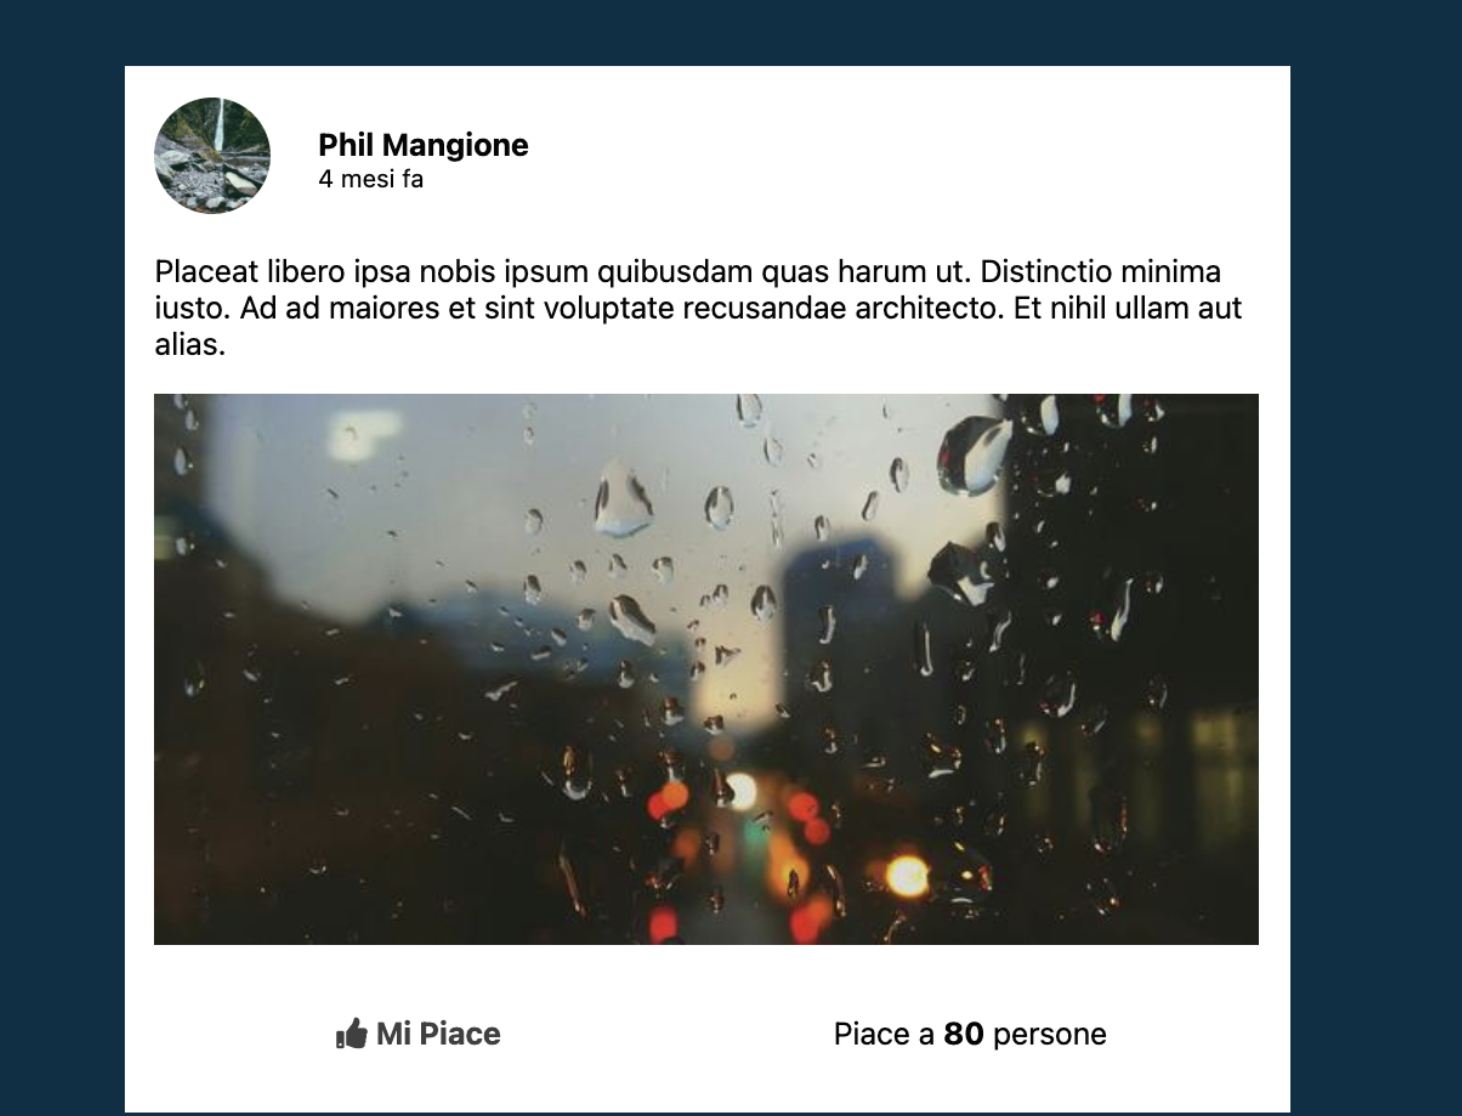 Phil Mangione
4 mesi fa
Placeat libero ipsa nobis ipsum quibusdam quas harum ut. Distinctio minima
iusto. Ad ad maiores et sint voluptate recusandae architecto. Et nihil ullam aut
alias.
Mi Piace
Piace a 80 persone